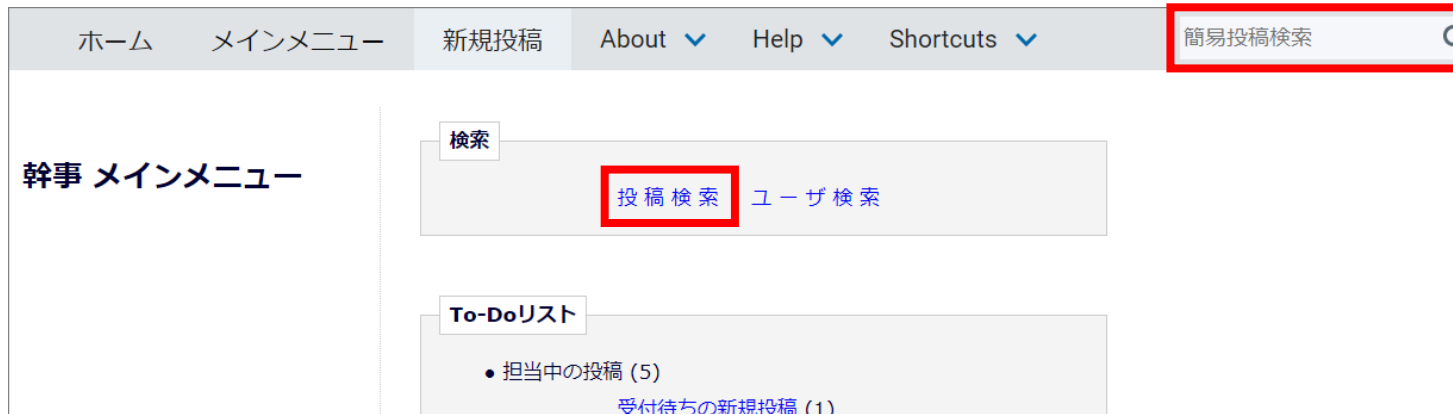 ホーム メインメニュー 新規投稿 About Help Shortcuts 簡易投稿検索
幹事 メインメニュー
検索
投稿検索 ユーザ検索
To-Doリスト
• 担当中の投稿 (5)
受付待ちの新規投稿 (1)